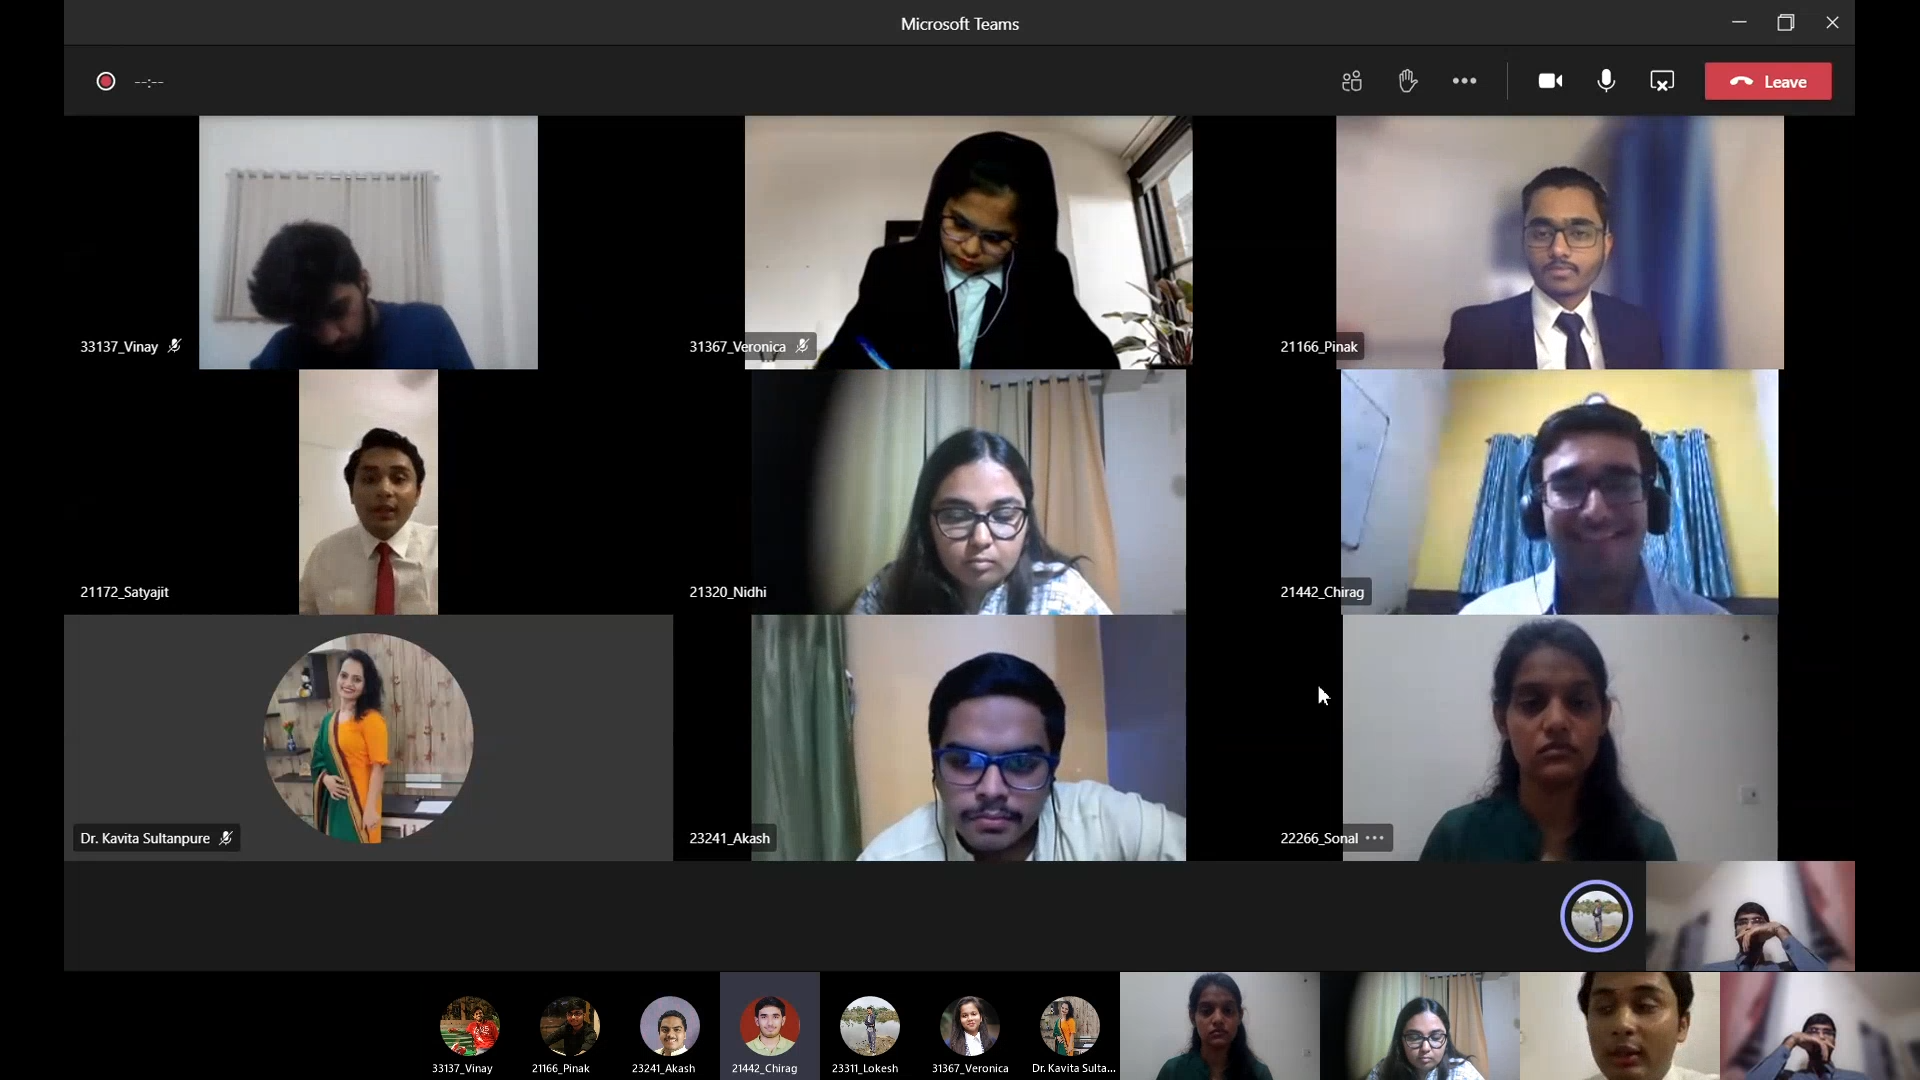 Microsoft Teams
--:--
Leave
33137_Vinay
31367_Veronica
21166_Pinak
21172_Satyajit
21320_Nidhi
21442_Chirag
Dr. Kavita Sultanpure
23241_Akash
22266_Sonal
33137_Vinay
21166_Pinak
23241_Akash
21442_Chirag
23311_Lokesh
31367_Veronica
Dr. Kavita Sulta...